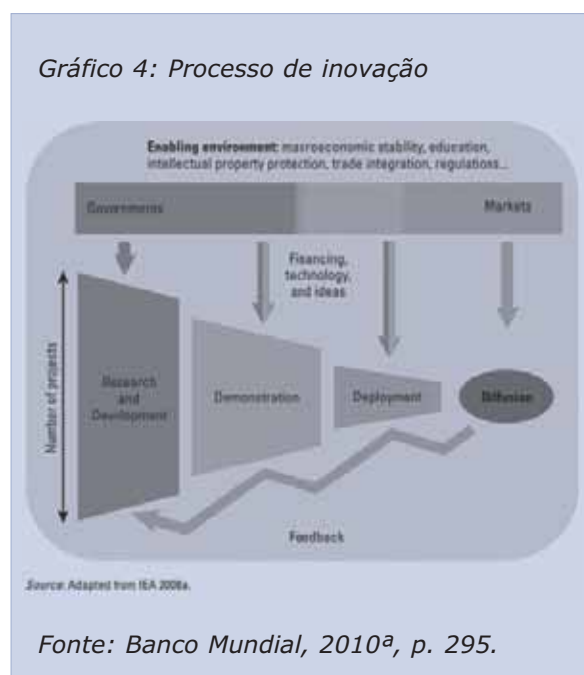 Gráfico 4: Processo de inovação
Enabling environment: macroeconomic stability, education,
intellectual property protection, trade integration, regulations...
Governments
Markets
Financing,
technology,
and ideas
Number of projects
Research
and
Development
Demonstration
Deployment
Diffusion
Feedback
Source: Adapted from IEA 2008a.
Fonte: Banco Mundial, 2010ª, p. 295.